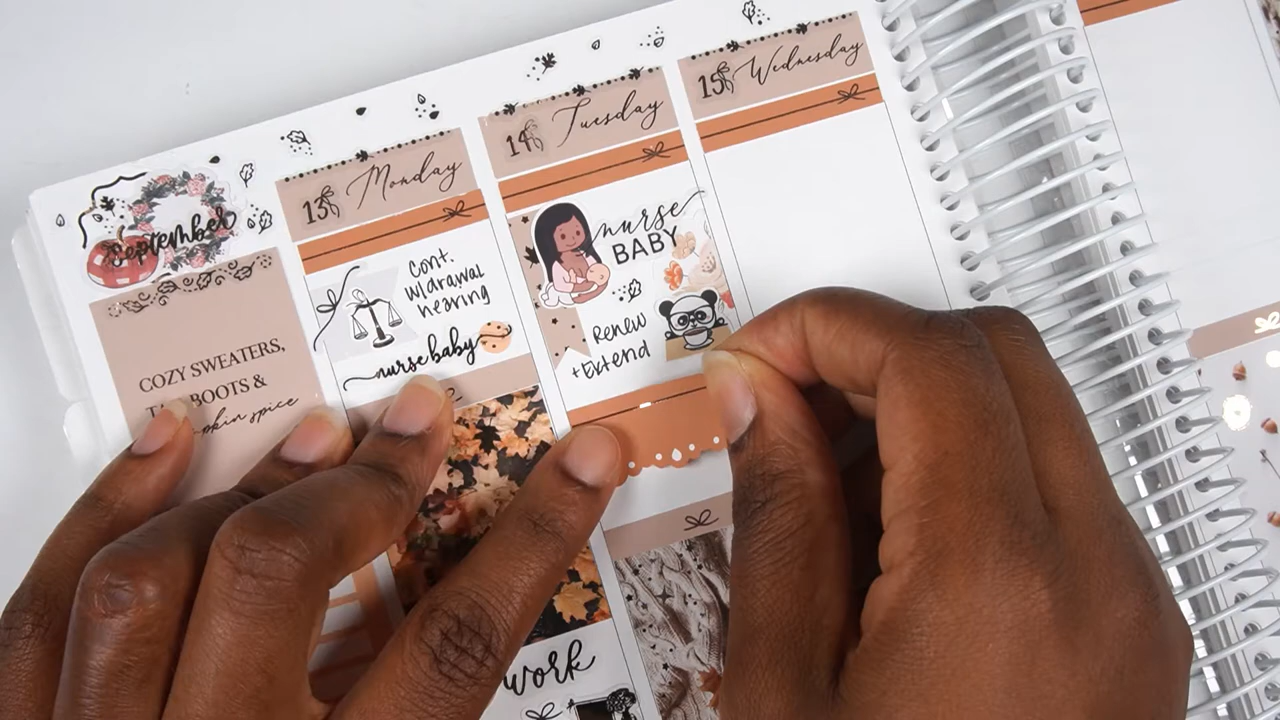 September
COZY SWEATERS,
BOOTS &
spice
13 Monday
cont.
w/drawal
hearing
nurse baby
14 Tuesday
nurse
BABY
Renew
+Extend
work
15 Wednesday